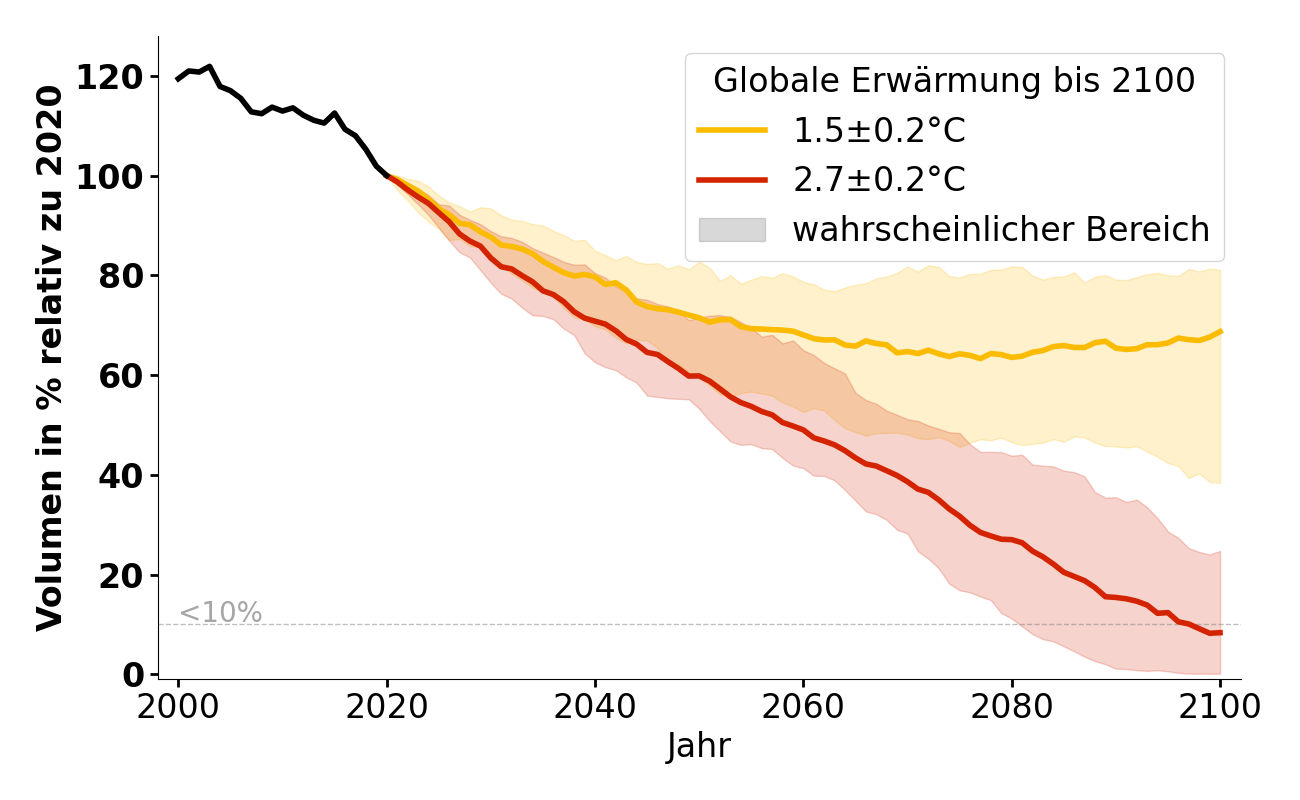 Volumen in % relativ zu 2020
120
100
80
60
40
20
0
Globale Erwärmung bis 2100
1.5±0.2°C
2.7±0.2°C
wahrscheinlicher Bereich
<10%
2000 2020 2040 2060 2080 2100
Jahr